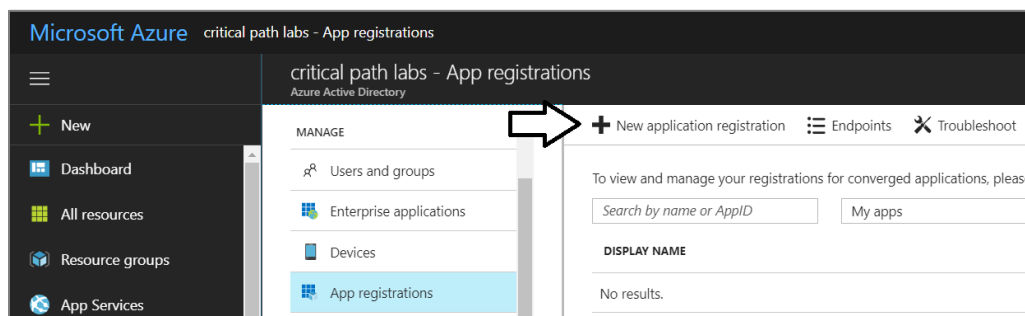 Microsoft Azure critical path labs - App registrations
critical path labs - App registrations
Azure Active Directory
New
Dashboard
All resources
Resource groups
App Services
MANAGE
Users and groups
Enterprise applications
Devices
App registrations
New application registration Endpoints Troubleshoot
To view and manage your registrations for converged applications, pleas
Search by name or AppID My apps
DISPLAY NAME
No results.